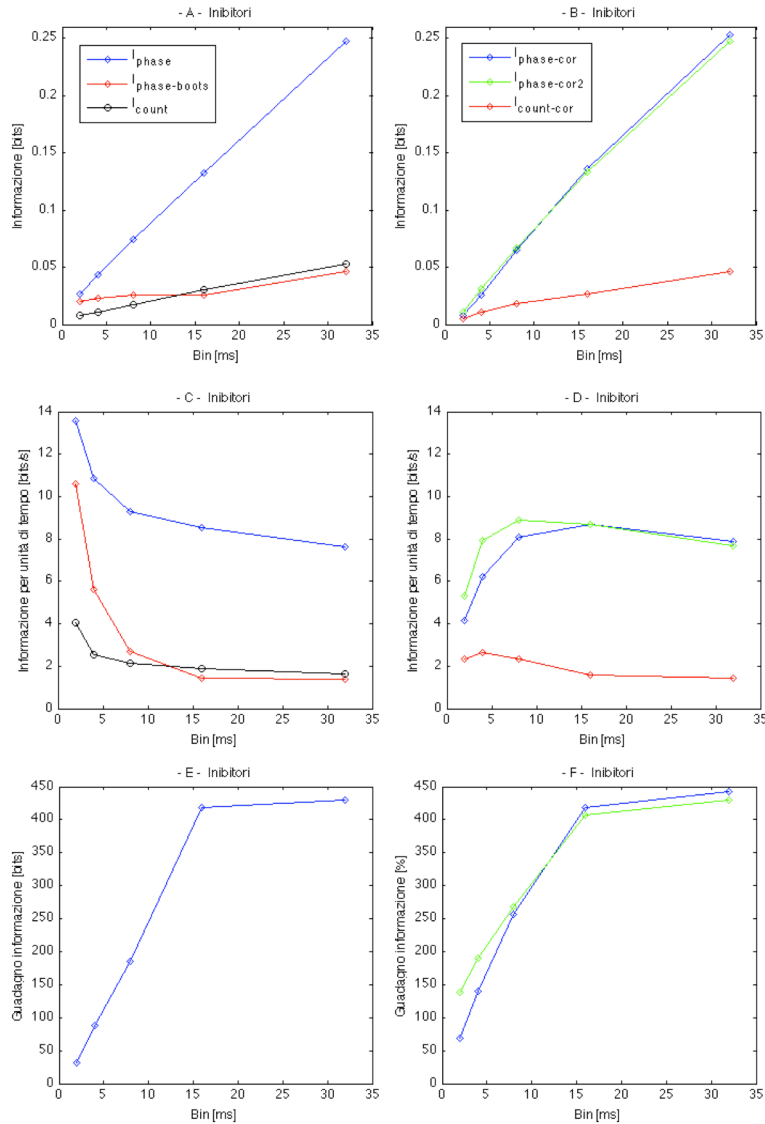 - A - Inibitori
Informazione [bits]
0.25
0.2
0.15
0.1
0.05
0
I phase
I phase-boots
I count
0 5 10 15 20 25 30 35
Bin [ms]
- B - Inibitori
Informazione [bits]
0.25
0.2
0.15
0.1
0.05
0
I phase-cor
I phase-cor2
I count-cor
0 5 10 15 20 25 30 35
Bin [ms]
- C - Inibitori
Informazione per unità di tempo [bits/s]
14
12
10
8
6
4
2
0
0 5 10 15 20 25 30 35
Bin [ms]
- D - Inibitori
Informazione per unità di tempo [bits/s]
14
12
10
8
6
4
2
0
0 5 10 15 20 25 30 35
Bin [ms]
- E - Inibitori
Guadagno informazione [bits]
450
400
350
300
250
200
150
100
50
0
0 5 10 15 20 25 30 35
Bin [ms]
- F - Inibitori
Guadagno informazione [%]
450
400
350
300
250
200
150
100
50
0
0 5 10 15 20 25 30 35
Bin [ms]